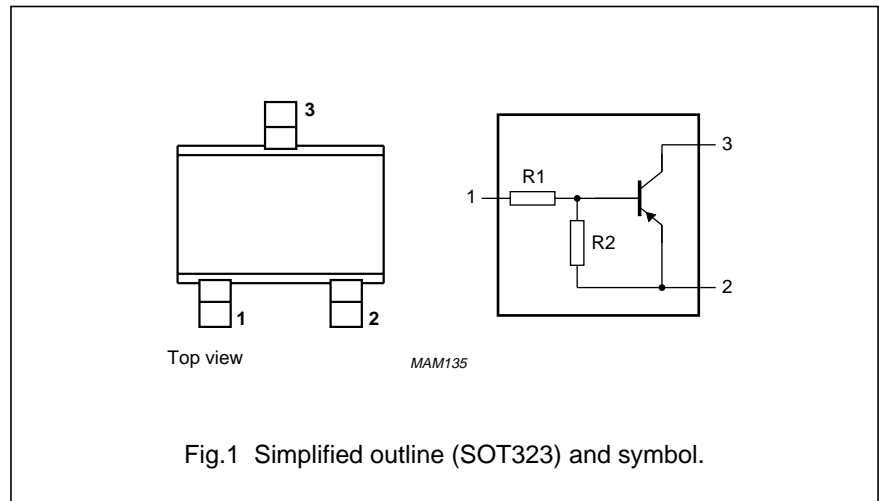 3
1
2
Top view
MAM135
1
R1
R2
3
2
Fig.1 Simplified outline (SOT323) and symbol.